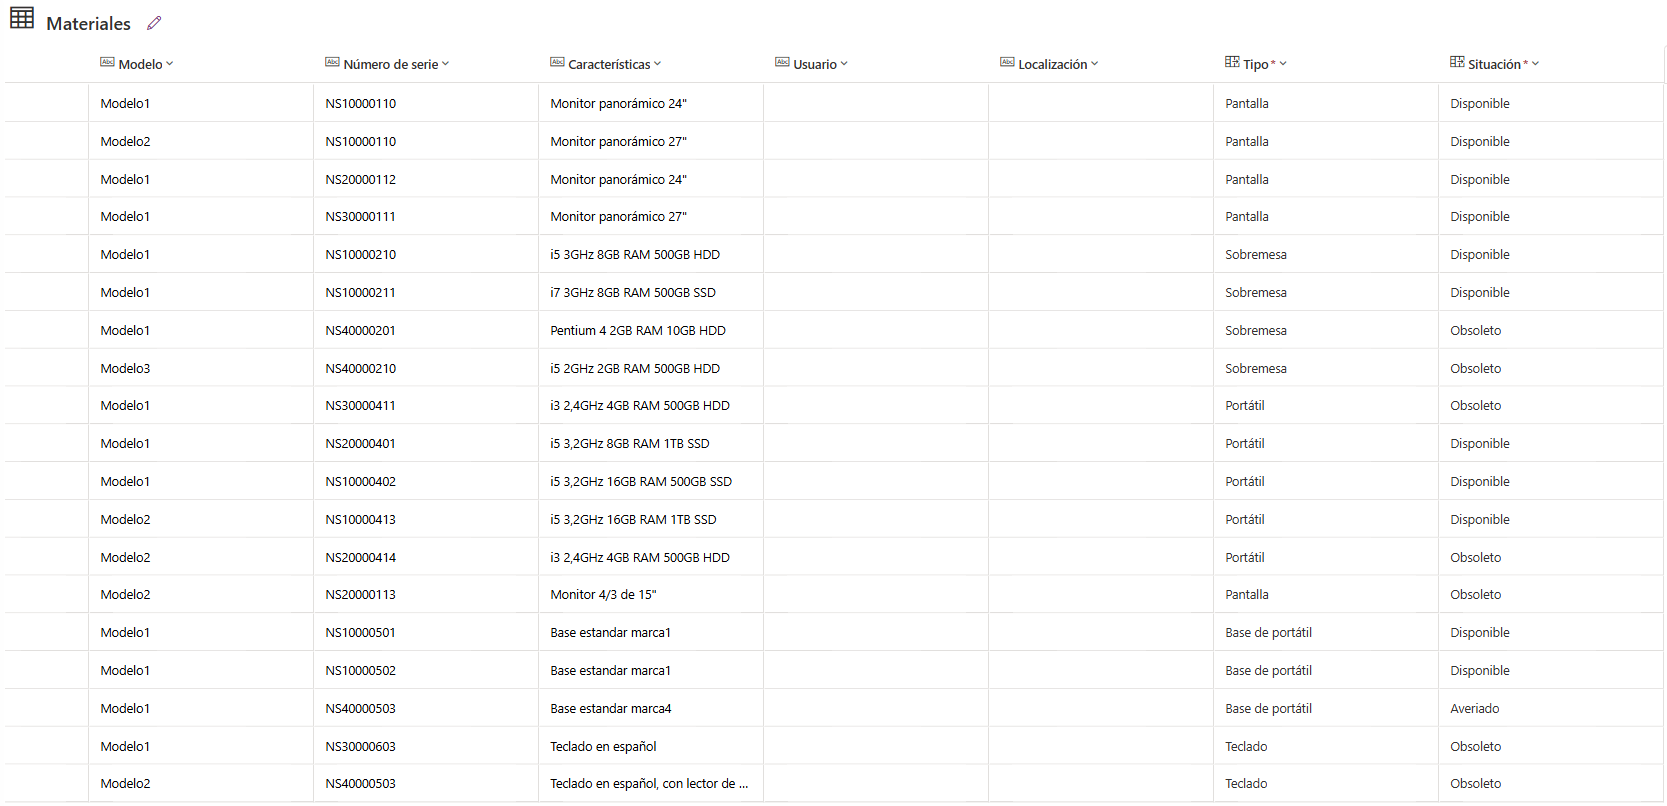 Materiales
Modelo Número de serie Características Usuario Localización Tipo * Situación *
Modelo1 NS10000110 Monitor panorámico 24" Pantalla Disponible
Modelo2 NS10000110 Monitor panorámico 27" Pantalla Disponible
Modelo1 NS20000112 Monitor panorámico 24" Pantalla Disponible
Modelo1 NS30000111 Monitor panorámico 27" Pantalla Disponible
Modelo1 NS10000210 i5 3GHz 8GB RAM 500GB HDD Sobremesa Disponible
Modelo1 NS10000211 i7 3GHz 8GB RAM 500GB SSD Sobremesa Disponible
Modelo1 NS40000201 Pentium 4 2GB RAM 10GB HDD Sobremesa Obsoleto
Modelo3 NS40000210 i5 2GHz 2GB RAM 500GB HDD Sobremesa Obsoleto
Modelo1 NS30000411 i3 2,4GHz 4GB RAM 500GB HDD Portátil Obsoleto
Modelo1 NS20000401 i5 3,2GHz 8GB RAM 1TB SSD Portátil Disponible
Modelo1 NS10000402 i5 3,2GHz 16GB RAM 500GB SSD Portátil Disponible
Modelo2 NS10000413 i5 3,2GHz 16GB RAM 1TB SSD Portátil Disponible
Modelo2 NS20000414 i3 2,4GHz 4GB RAM 500GB HDD Portátil Obsoleto
Modelo2 NS20000113 Monitor 4/3 de 15" Pantalla Obsoleto
Modelo1 NS10000501 Base estandar marca1 Base de portátil Disponible
Modelo1 NS10000502 Base estandar marca1 Base de portátil Disponible
Modelo1 NS40000503 Base estandar marca4 Base de portátil Averiado
Modelo1 NS30000603 Teclado en español Teclado Obsoleto
Modelo2 NS40000503 Teclado en español, con lector de ... Teclado Obsoleto